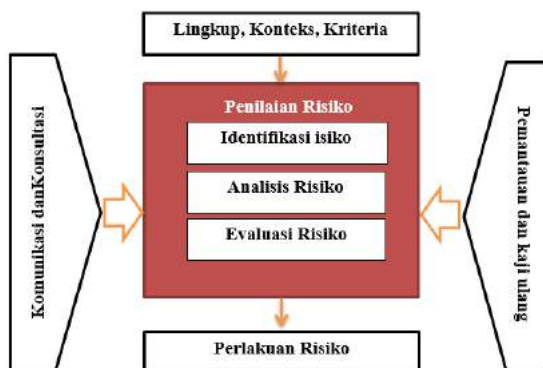 Lingkup, Konteks, Kriteria
Komunikasi danKonsultasi
Penilaian Risiko
Identifikasi isiko
Analisis Risiko
Evaluasi Risiko
Pemantauan dan kaji ulang
Perlakuan Risiko